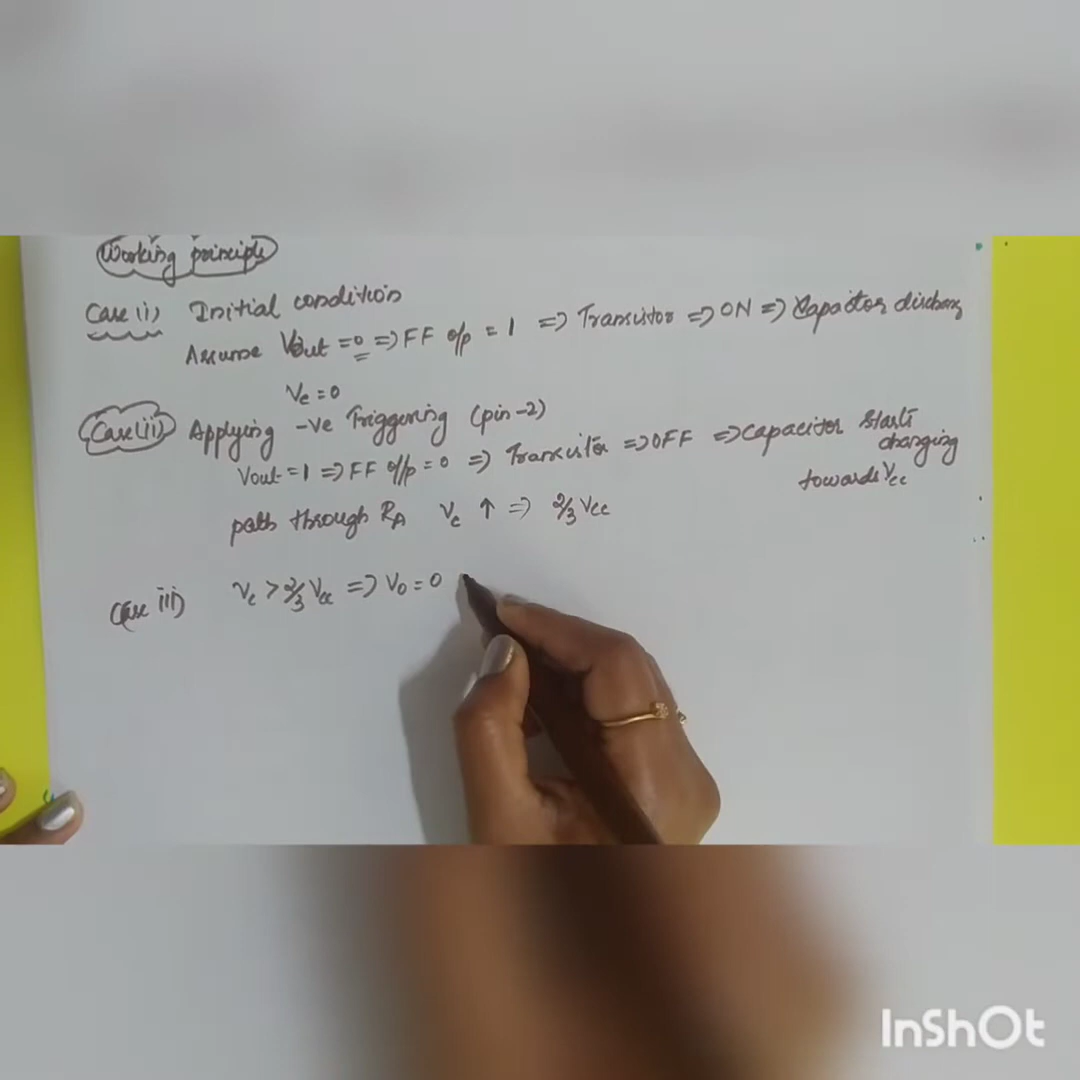 Working principle
Case (i) Initial condition
Assume Vout = 0 => FF o/p = 1 => Transistor => ON => Capacitor discharg
Vc = 0
Case (ii) Applying -ve Triggering (pin-2)
Vout = 1 => FF o/p = 0 => Transistor => OFF => Capacitor starts charging towards Vcc
path through RA Vc ↑ => 2/3 Vcc
Case iii) Vc > 2/3 Vcc => V0 = 0
InShOt